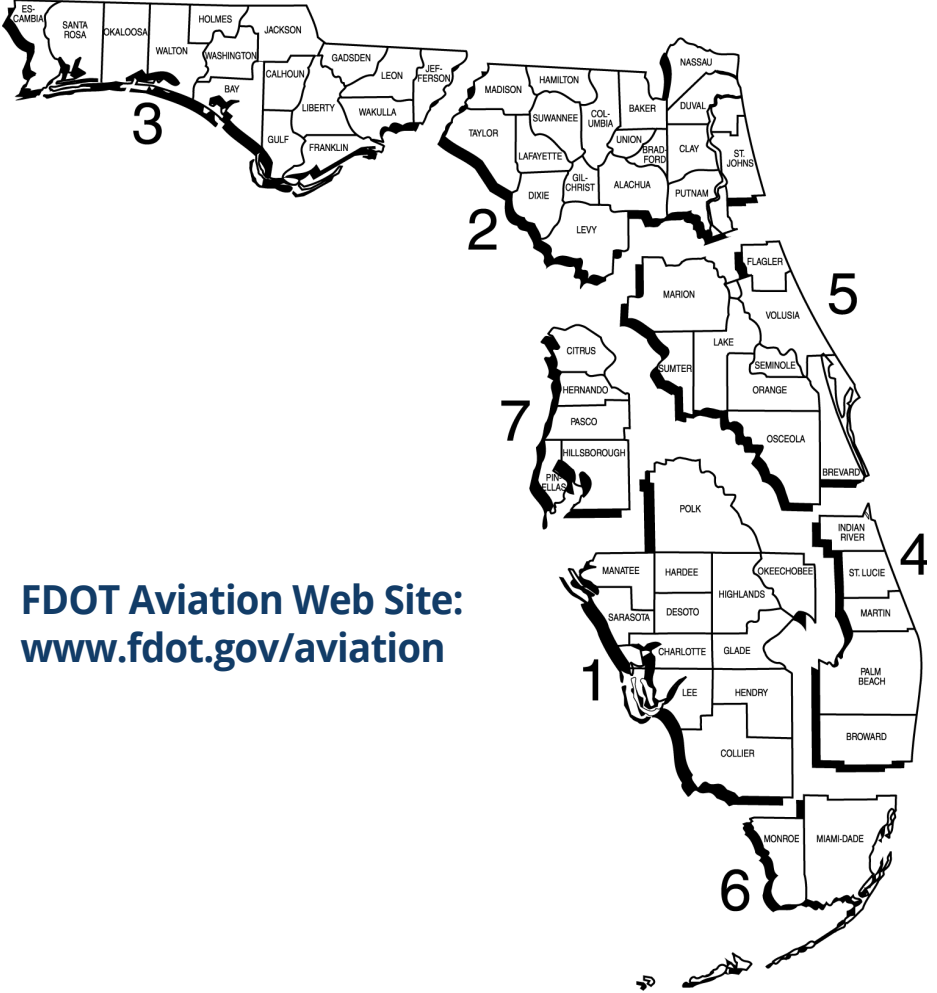 ES-
CAMBIA
SANTA
ROSA
OKALOOSA
WALTON
HOLMES
WASHINGTON
JACKSON
BAY
CALHOUN
GULF
LIBERTY
GADSDEN
FRANKLIN
LEON
WAKULLA
JEF-
FERSON
3
MADISON
TAYLOR
HAMILTON
SUWANNEE
LAFAYETTE
DIXIE
COL-
UMBIA
GIL-
CHRIST
LEVY
BAKER
UNION
BRAD-
FORD
ALACHUA
NASSAU
DUVAL
CLAY
PUTNAM
ST.
JOHNS
2
FLAGLER
MARION
VOLUSIA
LAKE
SUMTER
SEMINOLE
ORANGE
OSCEOLA
BREVARD
5
CITRUS
HERNANDO
PASCO
HILLSBOROUGH
PIN-
ELLAS
7
POLK
MANATEE
HARDEE
OKEECHOBEE
HIGHLANDS
SARASOTA
DESOTO
CHARLOTTE
GLADE
LEE
HENDRY
COLLIER
1
INDIAN
RIVER
ST. LUCIE
MARTIN
PALM
BEACH
BROWARD
4
MONROE
MIAMI-DADE
6
FDOT Aviation Web Site:
www.fdot.gov/aviation